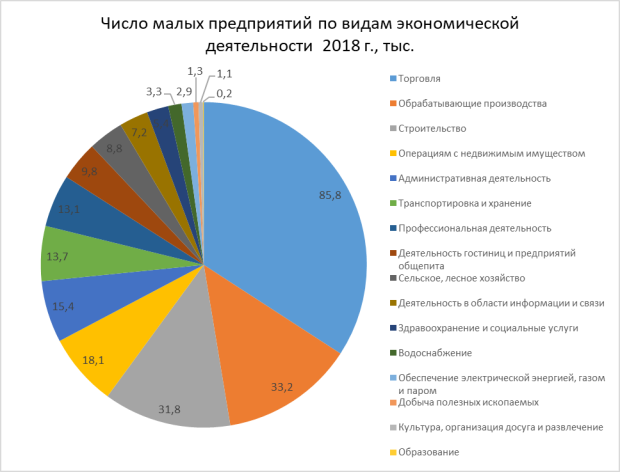 Число малых предприятий по видам экономической
деятельности 2018 г., тыс.
1,3
1,1
3,3
2,9
0,2
7,2
8,8
9,8
13,1
13,7
15,4
18,1
31,8
33,2
85,8
Торговля
Обрабатывающие производства
Строительство
Операциям с недвижимым имуществом
Административная деятельность
Транспортировка и хранение
Профессиональная деятельность
Деятельность гостиниц и предприятий
общепита
Сельское, лесное хозяйство
Деятельность в области информации и связи
Здравоохранение и социальные услуги
Водоснабжение
Обеспечение электрической энергией, газом
и паром
Добыча полезных ископаемых
Культура, организация досуга и развлечение
Образование